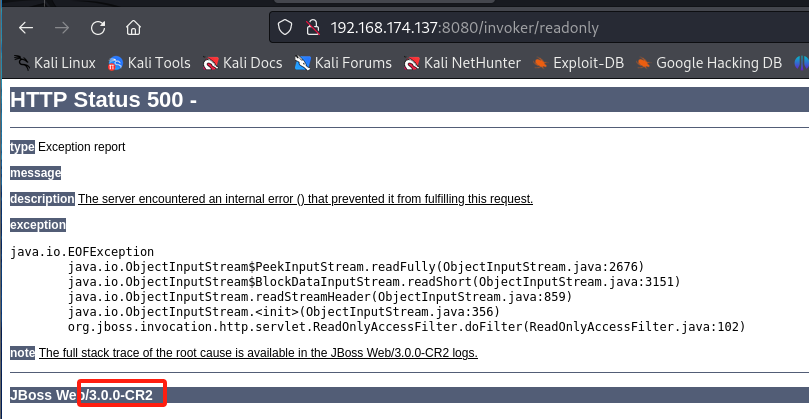 192.168.174.137:8080/invoker/readonly
Kali Linux Kali Tools Kali Docs Kali Forums Kali NetHunter Exploit-DB Google Hacking DB
HTTP Status 500 -
type Exception report
message
description The server encountered an internal error () that prevented it from fulfilling this request.
exception
java.io.EOFException
java.io.ObjectInputStream$PeekInputStream.readFully(ObjectInputStream.java:2676)
java.io.ObjectInputStream$BlockDataInputStream.readShort(ObjectInputStream.java:3151)
java.io.ObjectInputStream.readStreamHeader(ObjectInputStream.java:859)
java.io.ObjectInputStream.<init>(ObjectInputStream.java:356)
org.jboss.invocation.http.servlet.ReadOnlyAccessFilter.doFilter(ReadOnlyAccessFilter.java:102)
note The full stack trace of the root cause is available in the JBoss Web/3.0.0-CR2 logs.
JBoss Web/3.0.0-CR2